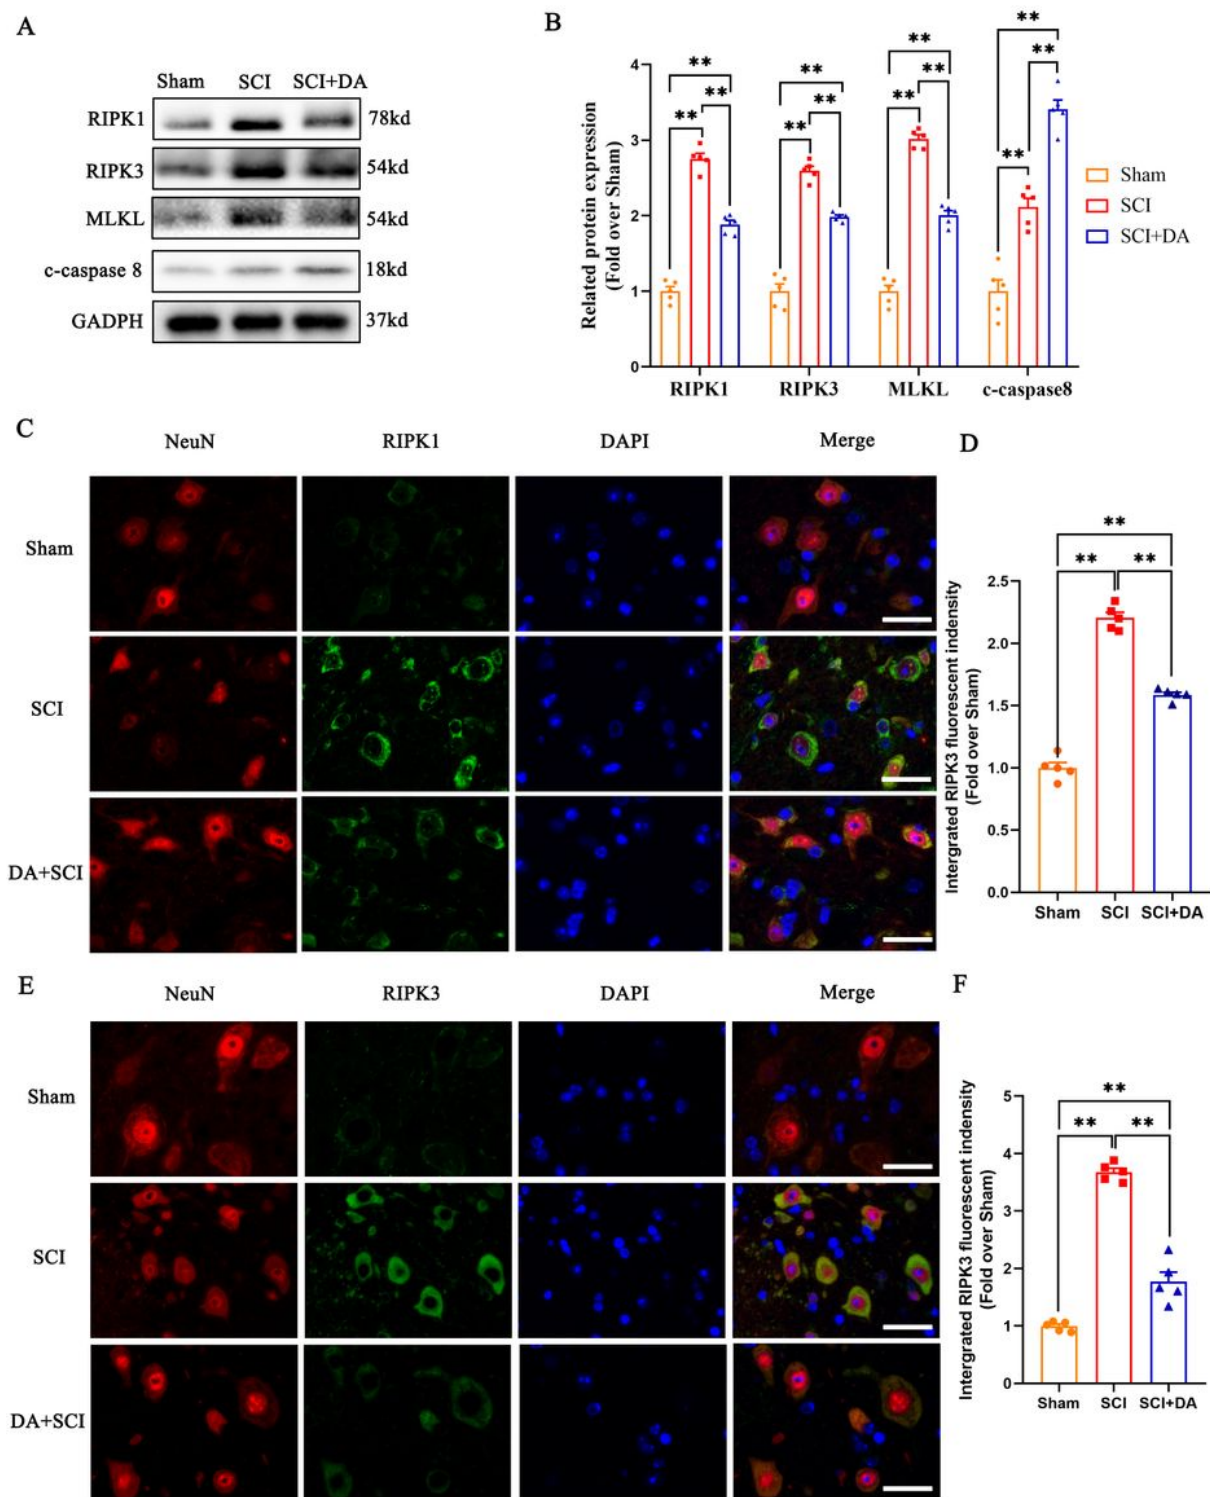 A
Sham SCI SCI+DA
RIPK1 78kd
RIPK3 54kd
MLKL 54kd
c-caspase 8 18kd
GADPH 37kd
B
Related protein expression
(Fold over Sham)
4
3
2
1
0
** ** ** ** ** ** ** ** ** ** ** **
RIPK1 RIPK3 MLKL c-caspase8
Sham
SCI
SCI+DA
C
NeuN RIPK1 DAPI Merge
Sham
SCI
DA+SCI
D
Intergrated RIPK3 fluorescent indensity
(Fold over Sham)
2.5
2.0
1.5
1.0
0.5
0.0
**
** **
Sham SCI SCI+DA
E
NeuN RIPK3 DAPI Merge
Sham
SCI
DA+SCI
F
Intergrated RIPK3 fluorescent indensity
(Fold over Sham)
5
4
3
2
1
0
**
** **
Sham SCI SCI+DA